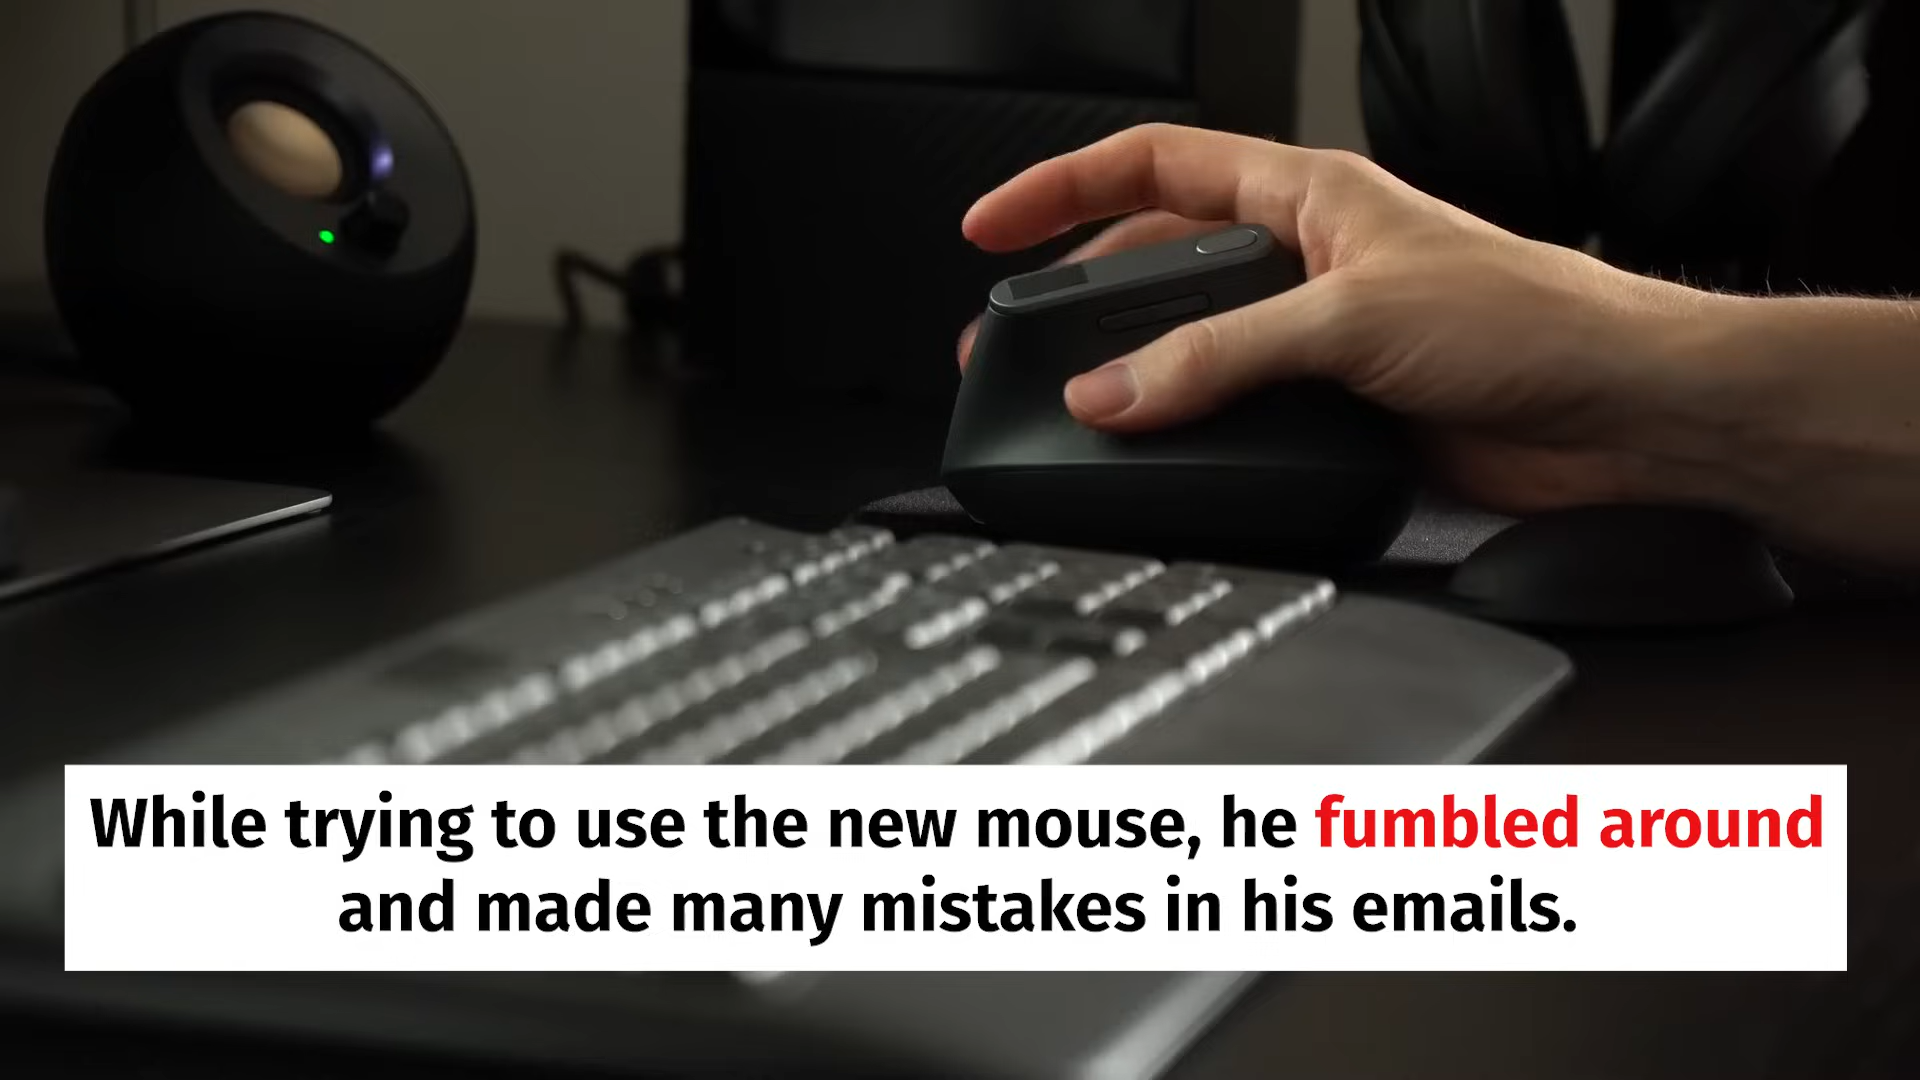 While trying to use the new mouse, he fumbled around
and made many mistakes in his emails.